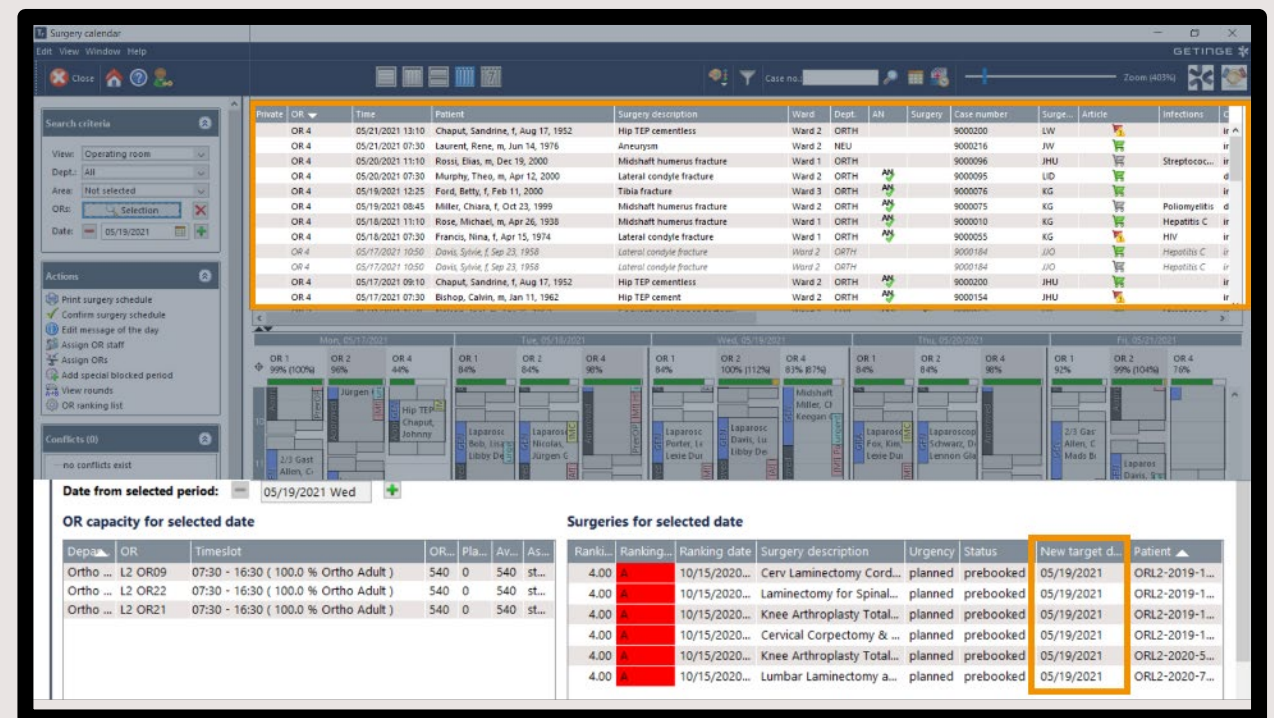 Surgery calendar
Edit View Window Help
GETINGE
Close
Case no.:
Zoom (403%)
Search criteria
View: Operating room
Dept.: All
Area: Not selected
ORs: Selection
Date: 05/19/2021
Actions
Print surgery schedule
Confirm surgery schedule
Edit message of the day
Assign OR staff
Assign ORs
Add special blocked period
View rounds
OR ranking list
Conflicts (0)
no conflicts exist
Private OR Time Patient Surgery description Ward Dept. AN Surgery Case number Surge... Article Infections
OR 4 05/21/2021 13:10 Chaput, Sandrine, f, Aug 17, 1952 Hip TEP cementless Ward 2 ORTH 9000200 LW
OR 4 05/21/2021 07:30 Laurent, Rene, m, Jun 14, 1976 Aneurysm Ward 2 NEU 9000216 JW
OR 4 05/20/2021 11:10 Rossi, Elias, m, Dec 19, 2000 Midshaft humerus fracture Ward 1 ORTH 9000096 JHU Streptococ...
OR 4 05/20/2021 07:30 Murphy, Theo, m, Apr 12, 2000 Lateral condyle fracture Ward 2 ORTH AN 9000095 LID
OR 4 05/19/2021 12:25 Ford, Betty, f, Feb 11, 2000 Tibia fracture Ward 3 ORTH AN 9000076 KG
OR 4 05/19/2021 08:45 Miller, Chiara, f, Oct 23, 1999 Midshaft humerus fracture Ward 2 ORTH AN 9000075 KG Poliomyelitis
OR 4 05/18/2021 11:10 Rose, Michael, m, Apr 26, 1938 Midshaft humerus fracture Ward 1 ORTH AN 9000010 KG Hepatitis C
OR 4 05/18/2021 07:30 Francis, Nina, f, Apr 15, 1974 Lateral condyle fracture Ward 1 ORTH AN 9000055 KG HIV
OR 4 05/17/2021 10:50 Davis, Sylvie, f, Sep 23, 1958 Lateral condyle fracture Ward 2 ORTH 9000184 JJO Hepatitis C
OR 4 05/17/2021 10:50 Davis, Sylvie, f, Sep 23, 1958 Lateral condyle fracture Ward 2 ORTH 9000184 JJO Hepatitis C
OR 4 05/17/2021 09:10 Chaput, Sandrine, f, Aug 17, 1952 Hip TEP cementless Ward 2 ORTH AN 9000200 JHU
OR 4 05/17/2021 07:30 Bishop, Calvin, m, Jan 11, 1962 Hip TEP cement Ward 2 ORTH AN 9000154 JHU
Mon, 05/17/2021 Tue, 05/18/2021 Wed, 05/19/2021 Thu, 05/20/2021 Fri, 05/21/2021
OR 1 OR 2 OR 4 OR 1 OR 2 OR 4 OR 1 OR 2 OR 4 OR 1 OR 2 OR 4 OR 1 OR 2 OR 4
99% (100%) 96% 44% 84% 84% 98% 84% 100% (112%) 83% (87%) 84% 84% 98% 92% 99% (104%) 76%
Date from selected period: 05/19/2021 Wed
OR capacity for selected date
Depa... OR Timeslot OR... Pla... Av... As...
Ortho ... L2 OR09 07:30 - 16:30 ( 100.0 % Ortho Adult ) 540 0 540 st...
Ortho ... L2 OR22 07:30 - 16:30 ( 100.0 % Ortho Adult ) 540 0 540 st...
Ortho ... L2 OR21 07:30 - 16:30 ( 100.0 % Ortho Adult ) 540 0 540 st...
Surgeries for selected date
Ranki... Ranking... Ranking date Surgery description Urgency Status New target d... Patient
4.00 A 10/15/2020... Cerv Laminectomy Cord... planned prebooked 05/19/2021 ORL2-2019-1...
4.00 A 10/15/2020... Laminectomy for Spinal... planned prebooked 05/19/2021 ORL2-2019-1...
4.00 A 10/15/2020... Knee Arthroplasty Total... planned prebooked 05/19/2021 ORL2-2019-1...
4.00 A 10/15/2020... Cervical Corpectomy & ... planned prebooked 05/19/2021 ORL2-2019-1...
4.00 A 10/15/2020... Knee Arthroplasty Total... planned prebooked 05/19/2021 ORL2-2020-5...
4.00 A 10/15/2020... Lumbar Laminectomy a... planned prebooked 05/19/2021 ORL2-2020-7...